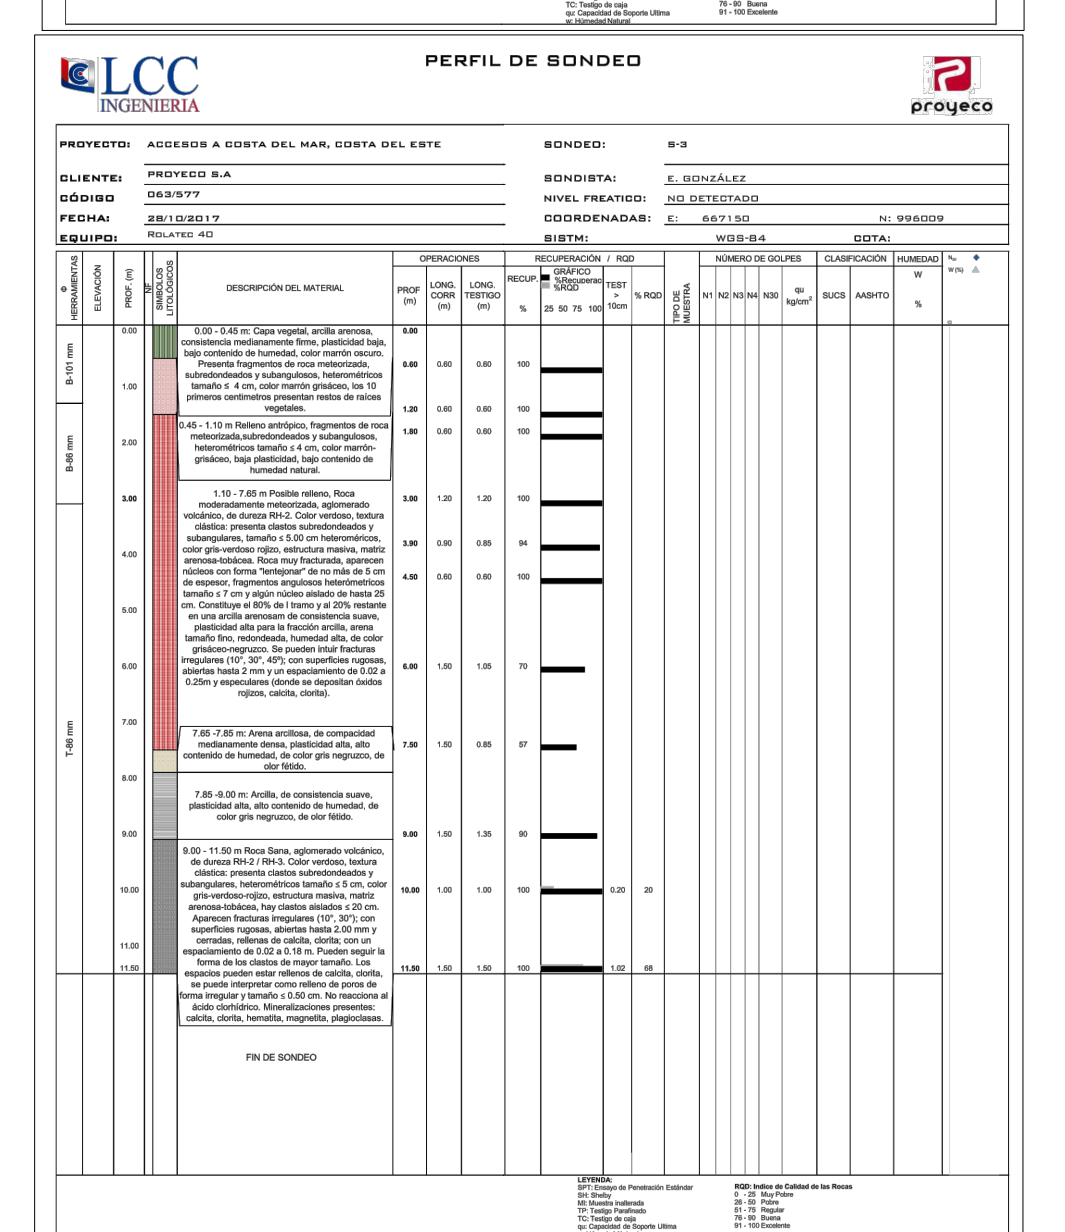 TC: Testigo de caja
qu: Capacidad de Soporte Ultima
w: Húmedad Natural
76 - 90 Buena
91 - 100 Excelente
LCC
INGENIERIA
PERFIL DE SONDEO
proyeco
PROYECTO: ACCESOS A COSTA DEL MAR, COSTA DEL ESTE
SONDEO: S-3
CLIENTE: PROYECO S.A
SONDISTA: E. GONZÁLEZ
CÓDIGO 063/577
NIVEL FREATICO: NO DETECTADO
FECHA: 28/10/2017
COORDENADAS: E: 667150 N: 996009
EQUIPO: ROLATEC 40
SISTM: WGS-84 COTA:
Φ HERRAMIENTAS
ELEVACIÓN
PROF. (m)
NF
SIMBOLOS LITOLÓGICOS
DESCRIPCIÓN DEL MATERIAL
OPERACIONES
PROF (m)
LONG. CORR (m)
LONG. TESTIGO (m)
RECUPERACIÓN / RQD
RECUP. %
GRÁFICO
%Recuperac
%RQD
25 50 75 100
TEST > 10cm
% RQD
TIPO DE MUESTRA
NÚMERO DE GOLPES
N1 N2 N3 N4 N30
qu kg/cm²
CLASIFICACIÓN
SUCS AASHTO
HUMEDAD
W
%
W (%)
B-101 mm
B-86 mm
T-86 mm
0.00
1.00
2.00
3.00
4.00
5.00
6.00
7.00
8.00
9.00
10.00
11.00
11.50
0.00 - 0.45 m: Capa vegetal, arcilla arenosa,
consistencia medianamente firme, plasticidad baja,
bajo contenido de humedad, color marrón oscuro.
Presenta fragmentos de roca meteorizada,
subredondeados y subangulosos, heterométricos
tamaño ≤ 4 cm, color marrón grisáceo, los 10
primeros centimetros presentan restos de raíces
vegetales.
0.45 - 1.10 m Relleno antrópico, fragmentos de roca
meteorizada,subredondeados y subangulosos,
heterométricos tamaño ≤ 4 cm, color marrón-
grisáceo, baja plasticidad, bajo contenido de
humedad natural.
1.10 - 7.65 m Posible relleno, Roca
moderadamente meteorizada, aglomerado
volcánico, de dureza RH-2. Color verdoso, textura
clástica: presenta clastos subredondeados y
subangulares, tamaño ≤ 5.00 cm heteroméricos,
color gris-verdoso rojizo, estructura masiva, matriz
arenosa-tobácea. Roca muy fracturada, aparecen
núcleos con forma "lentejonar" de no más de 5 cm
de espesor, fragmentos angulosos heterómetricos
tamaño ≤ 7 cm y algún núcleo aislado de hasta 25
cm. Constituye el 80% de l tramo y al 20% restante
en una arcilla arenosam de consistencia suave,
plasticidad alta para la fracción arcilla, arena
tamaño fino, redondeada, humedad alta, de color
grisáceo-negruzco. Se pueden intuir fracturas
irregulares (10°, 30°, 45º); con superficies rugosas,
abiertas hasta 2 mm y un espaciamiento de 0.02 a
0.25m y especulares (donde se depositan óxidos
rojizos, calcita, clorita).
7.65 -7.85 m: Arena arcillosa, de compacidad
medianamente densa, plasticidad alta, alto
contenido de humedad, de color gris negruzco, de
olor fétido.
7.85 -9.00 m: Arcilla, de consistencia suave,
plasticidad alta, alto contenido de humedad, de
color gris negruzco, de olor fétido.
9.00 - 11.50 m Roca Sana, aglomerado volcánico,
de dureza RH-2 / RH-3. Color verdoso, textura
clástica: presenta clastos subredondeados y
subangulares, heterométricos tamaño ≤ 5 cm, color
gris-verdoso-rojizo, estructura masiva, matriz
arenosa-tobácea, hay clastos aislados ≤ 20 cm.
Aparecen fracturas irregulares (10°, 30°); con
superficies rugosas, abiertas hasta 2.00 mm y
cerradas, rellenas de calcita, clorita; con un
espaciamiento de 0.02 a 0.18 m. Pueden seguir la
forma de los clastos de mayor tamaño. Los
espacios pueden estar rellenos de calcita, clorita,
se puede interpretar como relleno de poros de
forma irregular y tamaño ≤ 0.50 cm. No reacciona al
ácido clorhídrico. Mineralizaciones presentes:
calcita, clorita, hematita, magnetita, plagioclasas.
FIN DE SONDEO
0.00
0.60 0.60 0.60 100
1.20 0.60 0.60 100
1.80 0.60 0.60 100
3.00 1.20 1.20 100
3.90 0.90 0.85 94
4.50 0.60 0.60 100
6.00 1.50 1.05 70
7.50 1.50 0.85 57
9.00 1.50 1.35 90
10.00 1.00 1.00 100 0.20 20
11.50 1.50 1.50 100 1.02 68
LEYENDA:
SPT: Ensayo de Penetración Estándar
SH: Shelby
MI: Muestra inalterada
TP: Testigo Parafinado
TC: Testigo de caja
qu: Capacidad de Soporte Ultima
RQD: Indice de Calidad de las Rocas
0 - 25 Muy Pobre
26 - 50 Pobre
51 - 75 Regular
76 - 90 Buena
91 - 100 Excelente